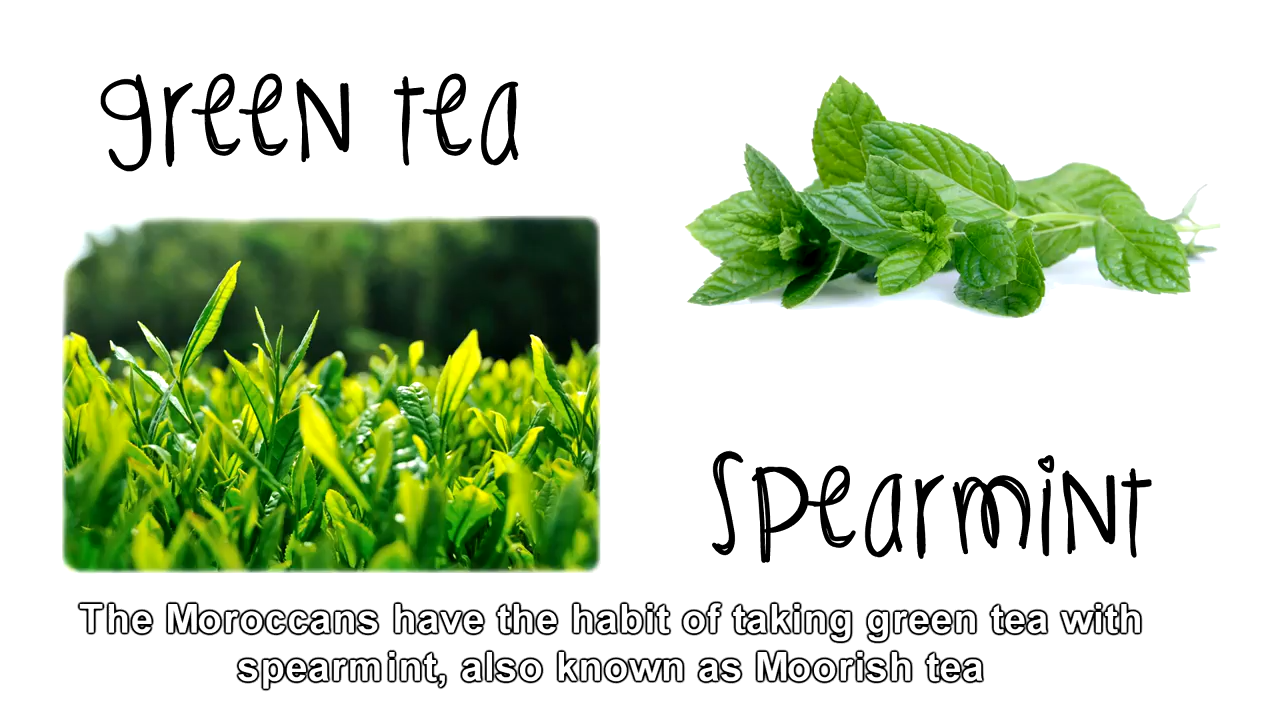 green tea
spearmint
The Moroccans have the habit of taking green tea with
spearmint, also known as Moorish tea